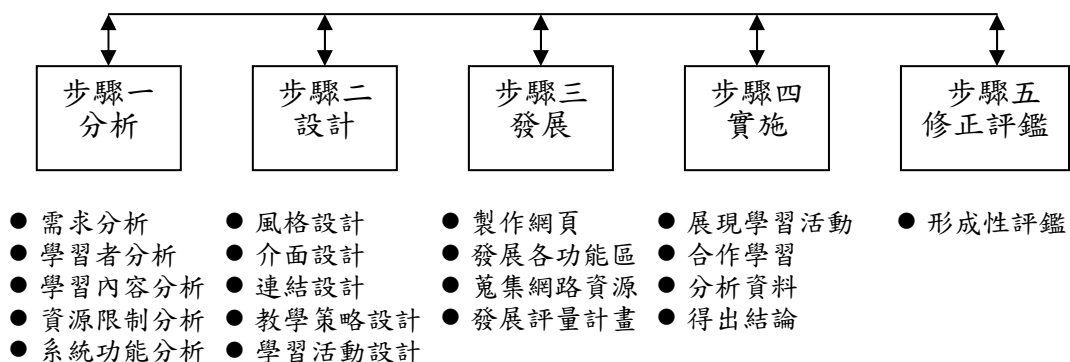 步驟一
分析
步驟二
設計
步驟三
發展
步驟四
實施
步驟五
修正評鑑
● 需求分析
● 學習者分析
● 學習內容分析
● 資源限制分析
● 系統功能分析
● 風格設計
● 介面設計
● 連結設計
● 教學策略設計
● 學習活動設計
● 製作網頁
● 發展各功能區
● 蒐集網路資源
● 發展評量計畫
● 展現學習活動
● 合作學習
● 分析資料
● 得出結論
● 形成性評鑑